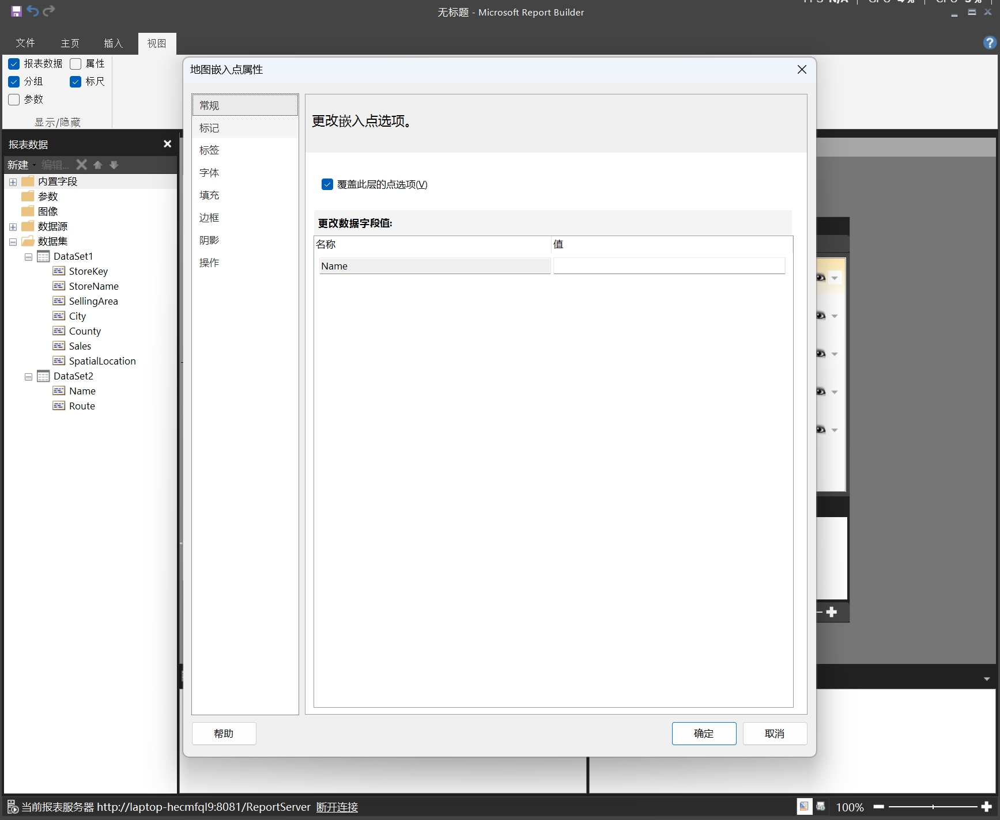 无标题 - Microsoft Report Builder
文件 主页 插入 视图
报表数据 属性
分组 标尺
参数
显示/隐藏
报表数据
新建 编辑...
内置字段
参数
图像
数据源
数据集
DataSet1
StoreKey
StoreName
SellingArea
City
County
Sales
SpatialLocation
DataSet2
Name
Route
地图嵌入点属性
常规
标记
标签
字体
填充
边框
阴影
操作
更改嵌入点选项。
覆盖此层的点选项(V)
更改数据字段值:
名称 值
Name
帮助 确定 取消
当前报表服务器 http://laptop-hecmfql9:8081/ReportServer 断开连接
100%